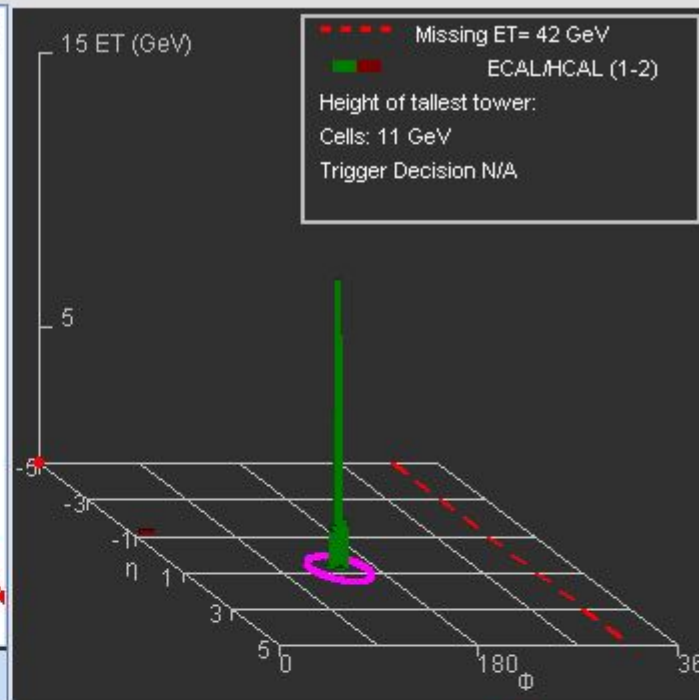 15 ET (GeV)
Missing ET= 42 GeV
ECAL/HCAL (1-2)
Height of tallest tower:
Cells: 11 GeV
Trigger Decision N/A
5
-5
-3
-1
η
1
3
5
0
180
Φ
36